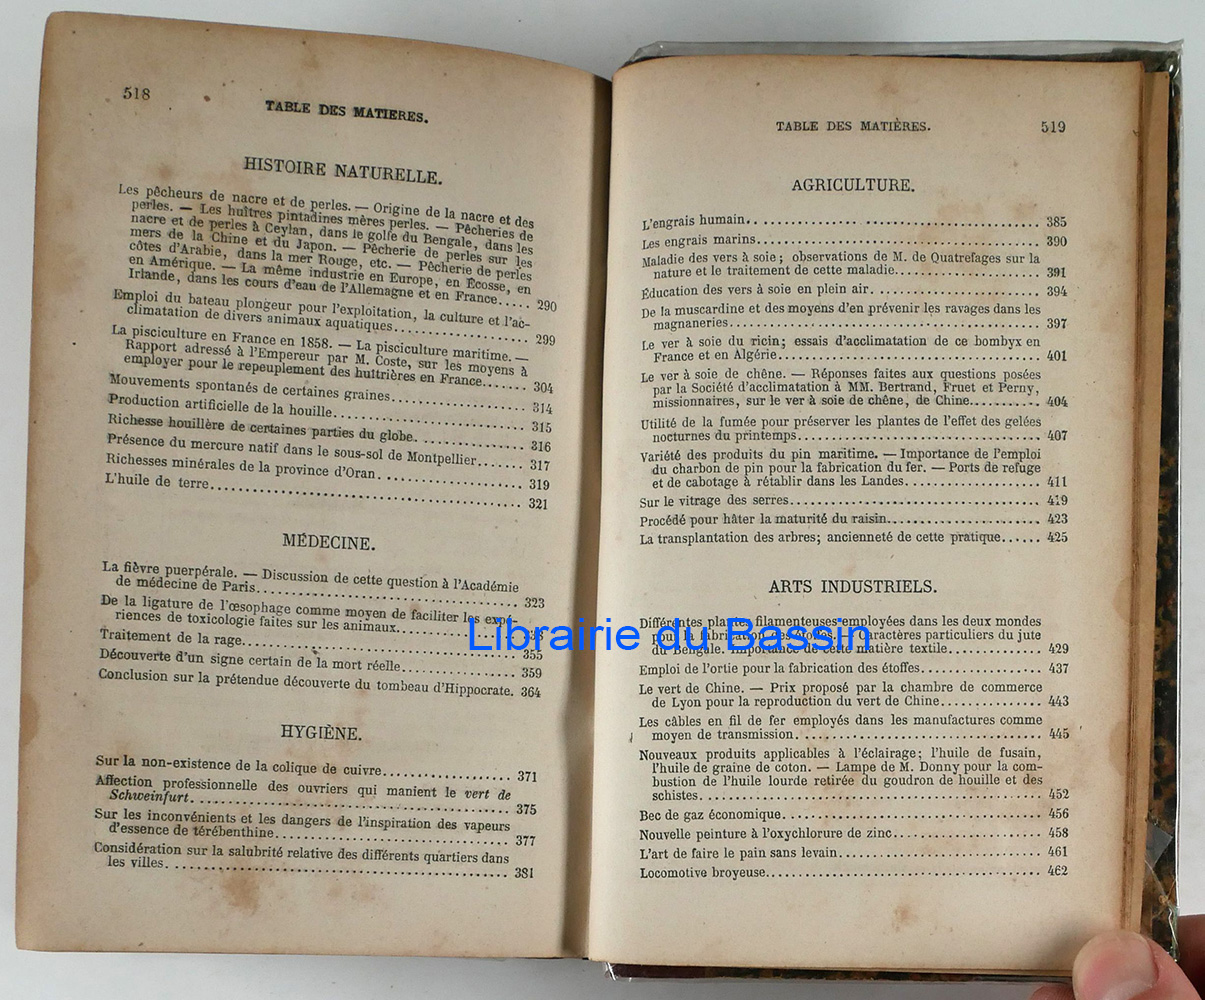 518
TABLE DES MATIERES.
HISTOIRE NATURELLE.
Les pêcheurs de nacre et de perles. — Origine de la nacre et des
perles. — Les huîtres pintadines mères perles. — Pêcheries de
nacre et de perles à Ceylan, dans le golfe du Bengale, dans les
mers de la Chine et du Japon. — Pêcherie de perles sur les
côtes d'Arabie, dans la mer Rouge, etc. — Pêcherie de perles
en Amérique. — La même industrie en Europe, en Écosse, en
Irlande, dans les cours d'eau de l'Allemagne et en France..... 290
Emploi du bateau plongeur pour l'exploitation, la culture et l'ac-
climatation de divers animaux aquatiques.................... 299
La pisciculture en France en 1858. — La pisciculture maritime. —
Rapport adressé à l'Empereur par M. Coste, sur les moyens à
employer pour le repeuplement des huîtrières en France....... 304
Mouvements spontanés de certaines graines.................... 314
Production artificielle de la houille............................ 315
Richesse houillère de certaines parties du globe................ 316
Présence du mercure natif dans le sous-sol de Montpellier....... 317
Richesses minérales de la province d'Oran.................... 319
L'huile de terre............................................ 321
MÉDECINE.
La fièvre puerpérale. — Discussion de cette question à l'Académie
de médecine de Paris...................................... 323
De la ligature de l'œsophage comme moyen de faciliter les expé-
riences de toxicologie faites sur les animaux.................
Traitement de la rage...................................... 355
Découverte d'un signe certain de la mort réelle................ 359
Conclusion sur la prétendue découverte du tombeau d'Hippocrate. 364
HYGIÈNE.
Sur la non-existence de la colique de cuivre.................. 371
Affection professionnelle des ouvriers qui manient le vert de
Schweinfurt.............................................. 375
Sur les inconvénients et les dangers de l'inspiration des vapeurs
d'essence de térébenthine.................................. 377
Considération sur la salubrité relative des différents quartiers dans
les villes................................................ 381
TABLE DES MATIÈRES. 519
AGRICULTURE.
L'engrais humain.......................................... 385
Les engrais marins........................................ 390
Maladie des vers à soie; observations de M. de Quatrefages sur la
nature et le traitement de cette maladie.................... 391
Éducation des vers à soie en plein air........................ 394
De la muscardine et des moyens d'en prévenir les ravages dans les
magnaneries.............................................. 397
Le ver à soie du ricin; essais d'acclimatation de ce bombyx en
France et en Algérie...................................... 401
Le ver à soie de chêne. — Réponses faites aux questions posées
par la Société d'acclimatation à MM. Bertrand, Fruet et Perny,
missionnaires, sur le ver à soie de chêne, de Chine.......... 404
Utilité de la fumée pour préserver les plantes de l'effet des gelées
nocturnes du printemps.................................... 407
Variété des produits du pin maritime. — Importance de l'emploi
du charbon de pin pour la fabrication du fer. — Ports de refuge
et de cabotage à rétablir dans les Landes.................... 411
Sur le vitrage des serres.................................... 419
Procédé pour hâter la maturité du raisin...................... 423
La transplantation des arbres; ancienneté de cette pratique...... 425
ARTS INDUSTRIELS.
Différentes plantes filamenteuses employées dans les deux mondes
pour la fabrication des étoffes. — Caractères particuliers du jute
du Bengale. Importance de cette matière textile.............. 429
Emploi de l'ortie pour la fabrication des étoffes................ 437
Le vert de Chine. — Prix proposé par la chambre de commerce
de Lyon pour la reproduction du vert de Chine.............. 443
Les câbles en fil de fer employés dans les manufactures comme
moyen de transmission.................................... 445
Nouveaux produits applicables à l'éclairage; l'huile de fusain,
l'huile de graine de coton. — Lampe de M. Donny pour la com-
bustion de l'huile lourde retirée du goudron de houille et des
schistes.................................................. 452
Bec de gaz économique.................................... 456
Nouvelle peinture à l'oxychlorure de zinc...................... 458
L'art de faire le pain sans levain............................ 461
Locomotive broyeuse...................................... 462
Librairie du Bassin